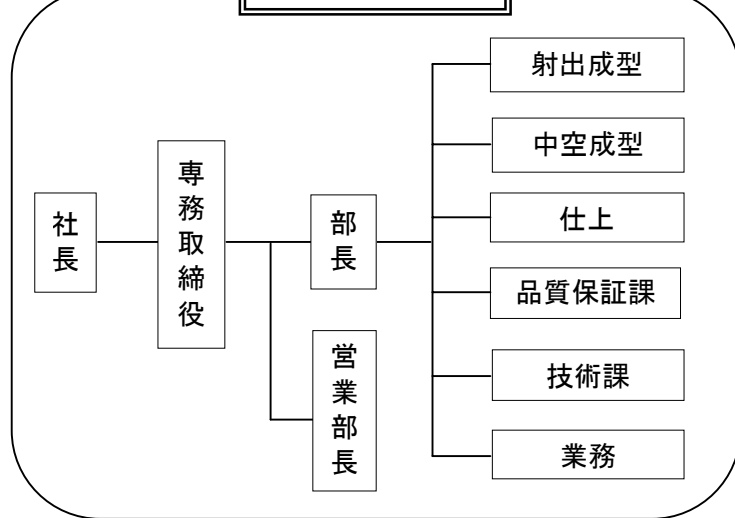 社長
専務取締役
部長
営業部長
射出成型
中空成型
仕上
品質保証課
技術課
業務